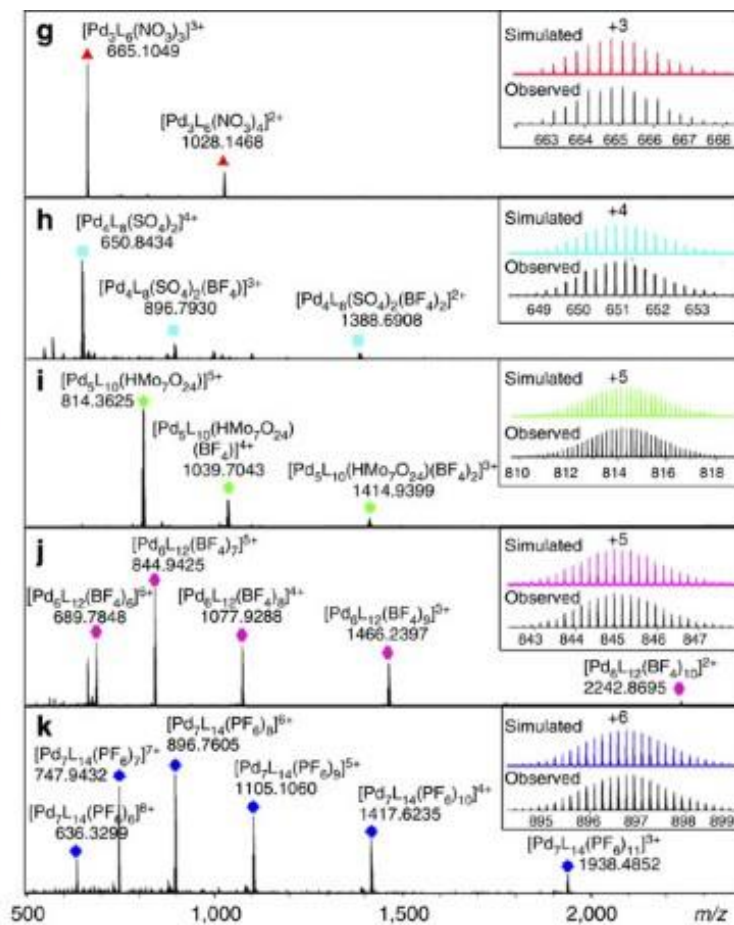 g
[Pd₃L₆(NO₃)₃]³⁺
665.1049
[Pd₃L₆(NO₃)₄]²⁺
1028.1468
Simulated +3
Observed
663 664 665 666 667 668
h
[Pd₄L₈(SO₄)₂]⁴⁺
650.8434
[Pd₄L₈(SO₄)₂(BF₄)]³⁺
896.7930
[Pd₄L₈(SO₄)₂(BF₄)₂]²⁺
1388.6908
Simulated +4
Observed
649 650 651 652 653
i
[Pd₅L₁₀(HMo₇O₂₄)]⁵⁺
814.3625
[Pd₅L₁₀(HMo₇O₂₄)
(BF₄)]⁴⁺
1039.7043
[Pd₅L₁₀(HMo₇O₂₄)(BF₄)₂]³⁺
1414.9399
Simulated +5
Observed
810 812 814 816 818
j
[Pd₆L₁₂(BF₄)₆]⁶⁺
689.7848
[Pd₆L₁₂(BF₄)₇]⁵⁺
844.9425
[Pd₆L₁₂(BF₄)₈]⁴⁺
1077.9288
[Pd₆L₁₂(BF₄)₉]³⁺
1466.2397
[Pd₆L₁₂(BF₄)₁₀]²⁺
2242.8695
Simulated +5
Observed
843 844 845 846 847
k
[Pd₇L₁₄(PF₆)₆]⁸⁺
636.3299
[Pd₇L₁₄(PF₆)₇]⁷⁺
747.9432
[Pd₇L₁₄(PF₆)₈]⁶⁺
896.7605
[Pd₇L₁₄(PF₆)₉]⁵⁺
1105.1060
[Pd₇L₁₄(PF₆)₁₀]⁴⁺
1417.6235
[Pd₇L₁₄(PF₆)₁₁]³⁺
1938.4852
Simulated +6
Observed
895 896 897 898 899
500 1,000 1,500 2,000 m/z